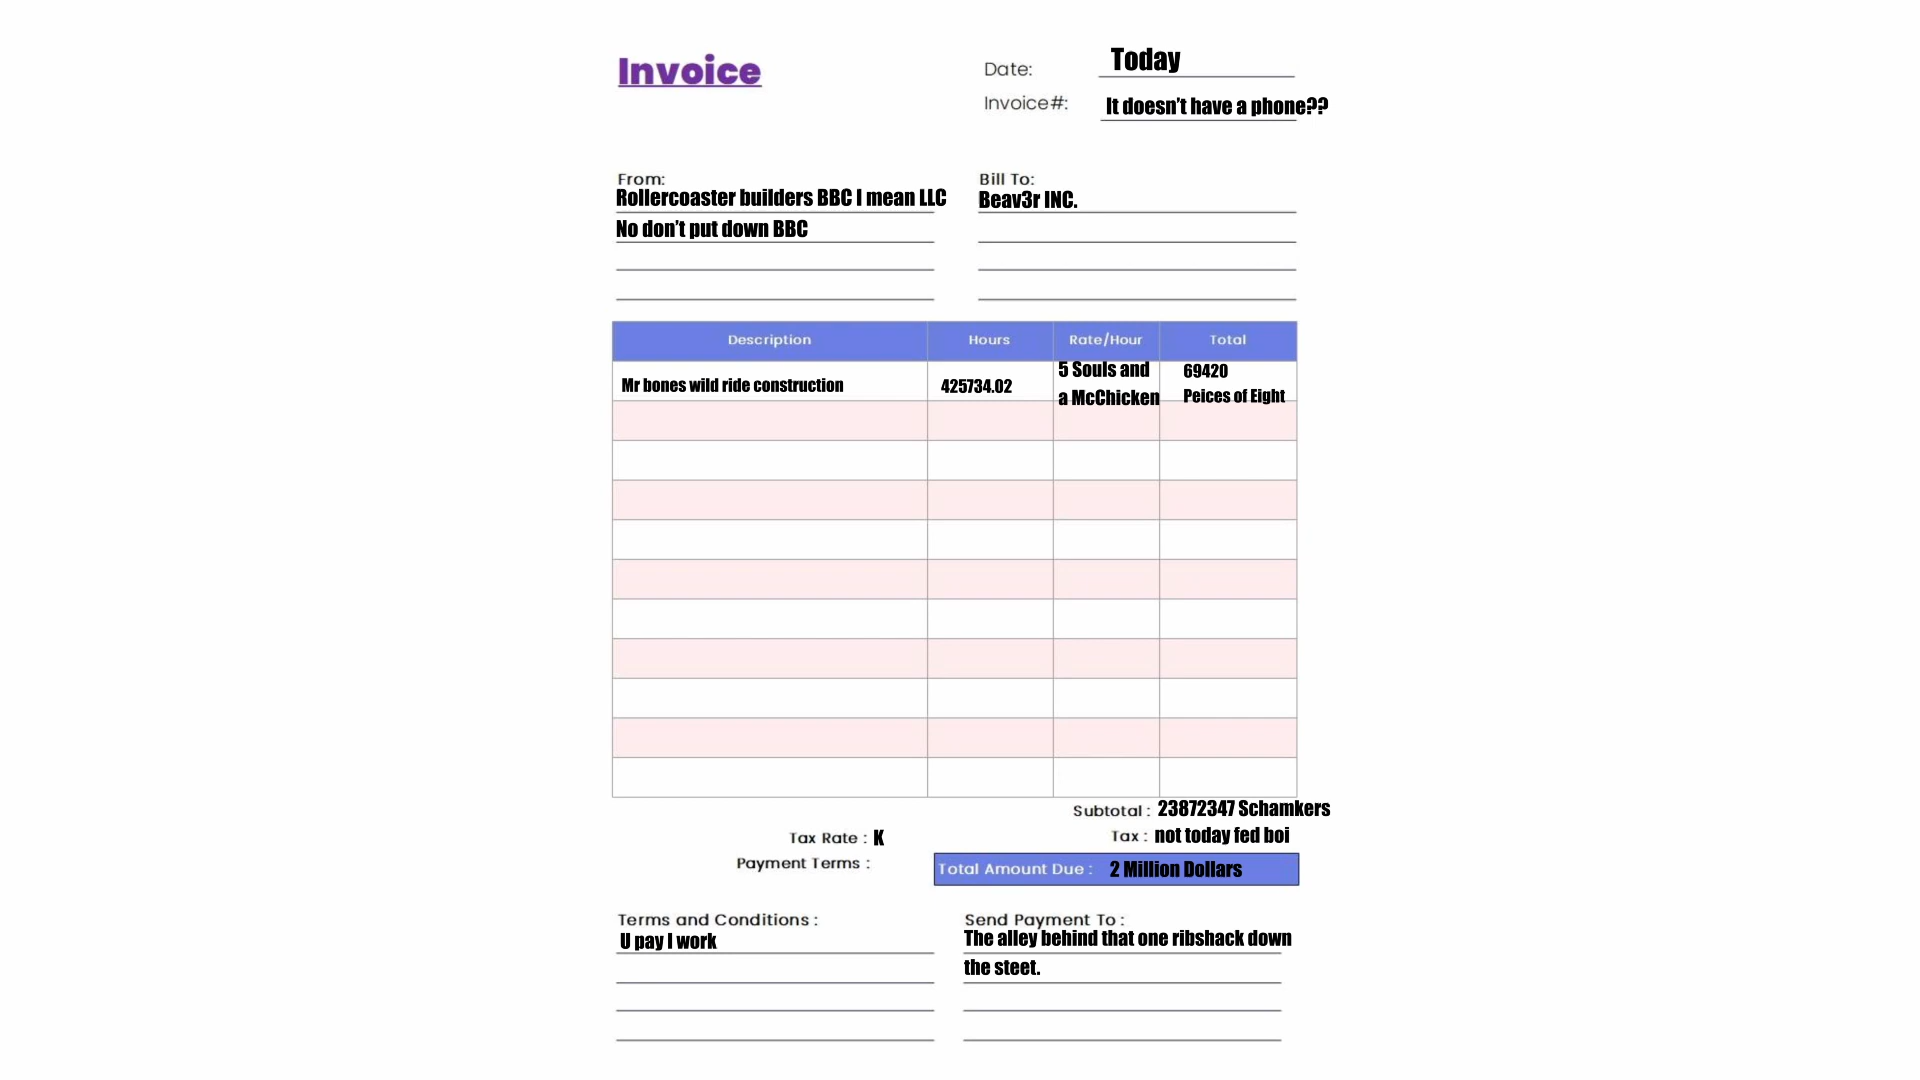 Invoice
Date: Today
Invoice#: It doesn't have a phone??
From:
Rollercoaster builders BBC I mean LLC
No don't put down BBC
Bill To:
Beav3r INC.
Description Hours Rate/Hour Total
Mr bones wild ride construction 425734.02 5 Souls and
a McChicken
69420
Peices of Eight
Subtotal : 23872347 Schamkers
Tax Rate : K
Tax : not today fed boi
Payment Terms :
Total Amount Due : 2 Million Dollars
Terms and Conditions :
U pay I work
Send Payment To :
The alley behind that one ribshack down
the steet.